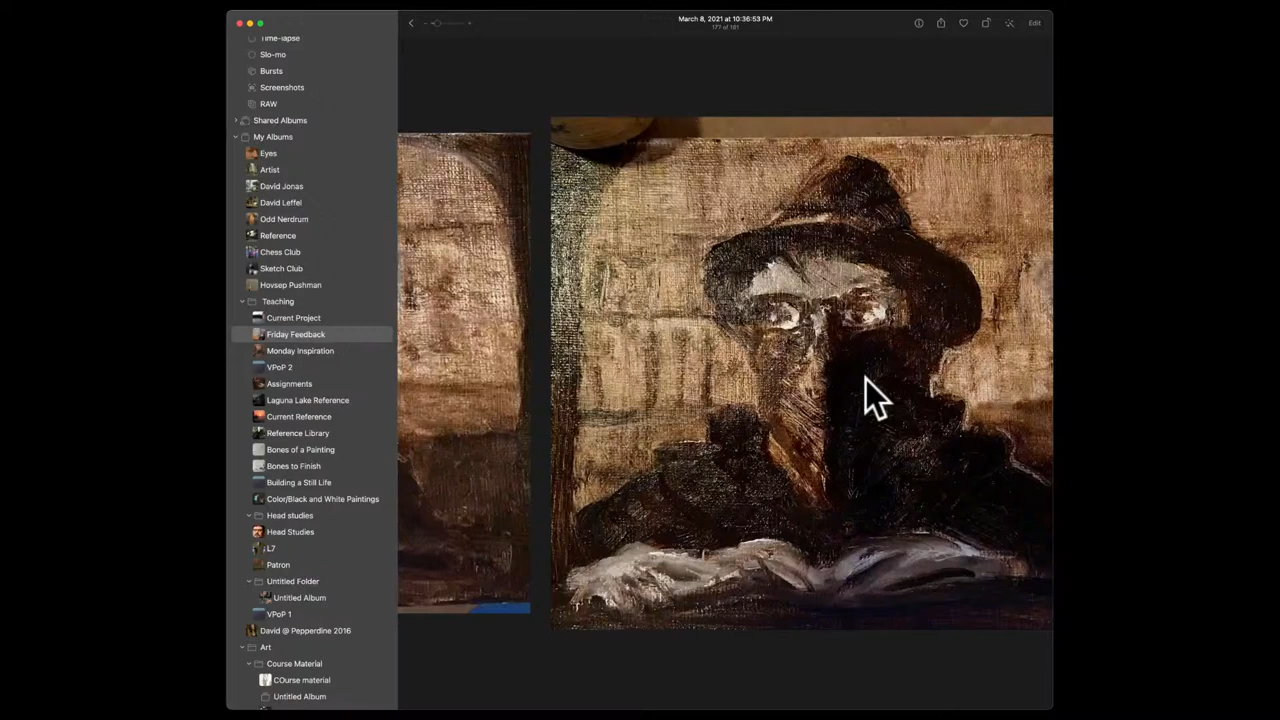 March 8, 2021 at 10:36:53 PM
177 of 181
Edit
Time-lapse
Slo-mo
Bursts
Screenshots
RAW
Shared Albums
My Albums
Eyes
Artist
David Jonas
David Leffel
Odd Nerdrum
Reference
Chess Club
Sketch Club
Hovsep Pushman
Teaching
Current Project
Friday Feedback
Monday Inspiration
VPoP 2
Assignments
Laguna Lake Reference
Current Reference
Reference Library
Bones of a Painting
Bones to Finish
Building a Still Life
Color/Black and White Paintings
Head studies
Head Studies
L7
Patron
Untitled Folder
Untitled Album
VPoP 1
David @ Pepperdine 2016
Art
Course Material
COurse material
Untitled Album